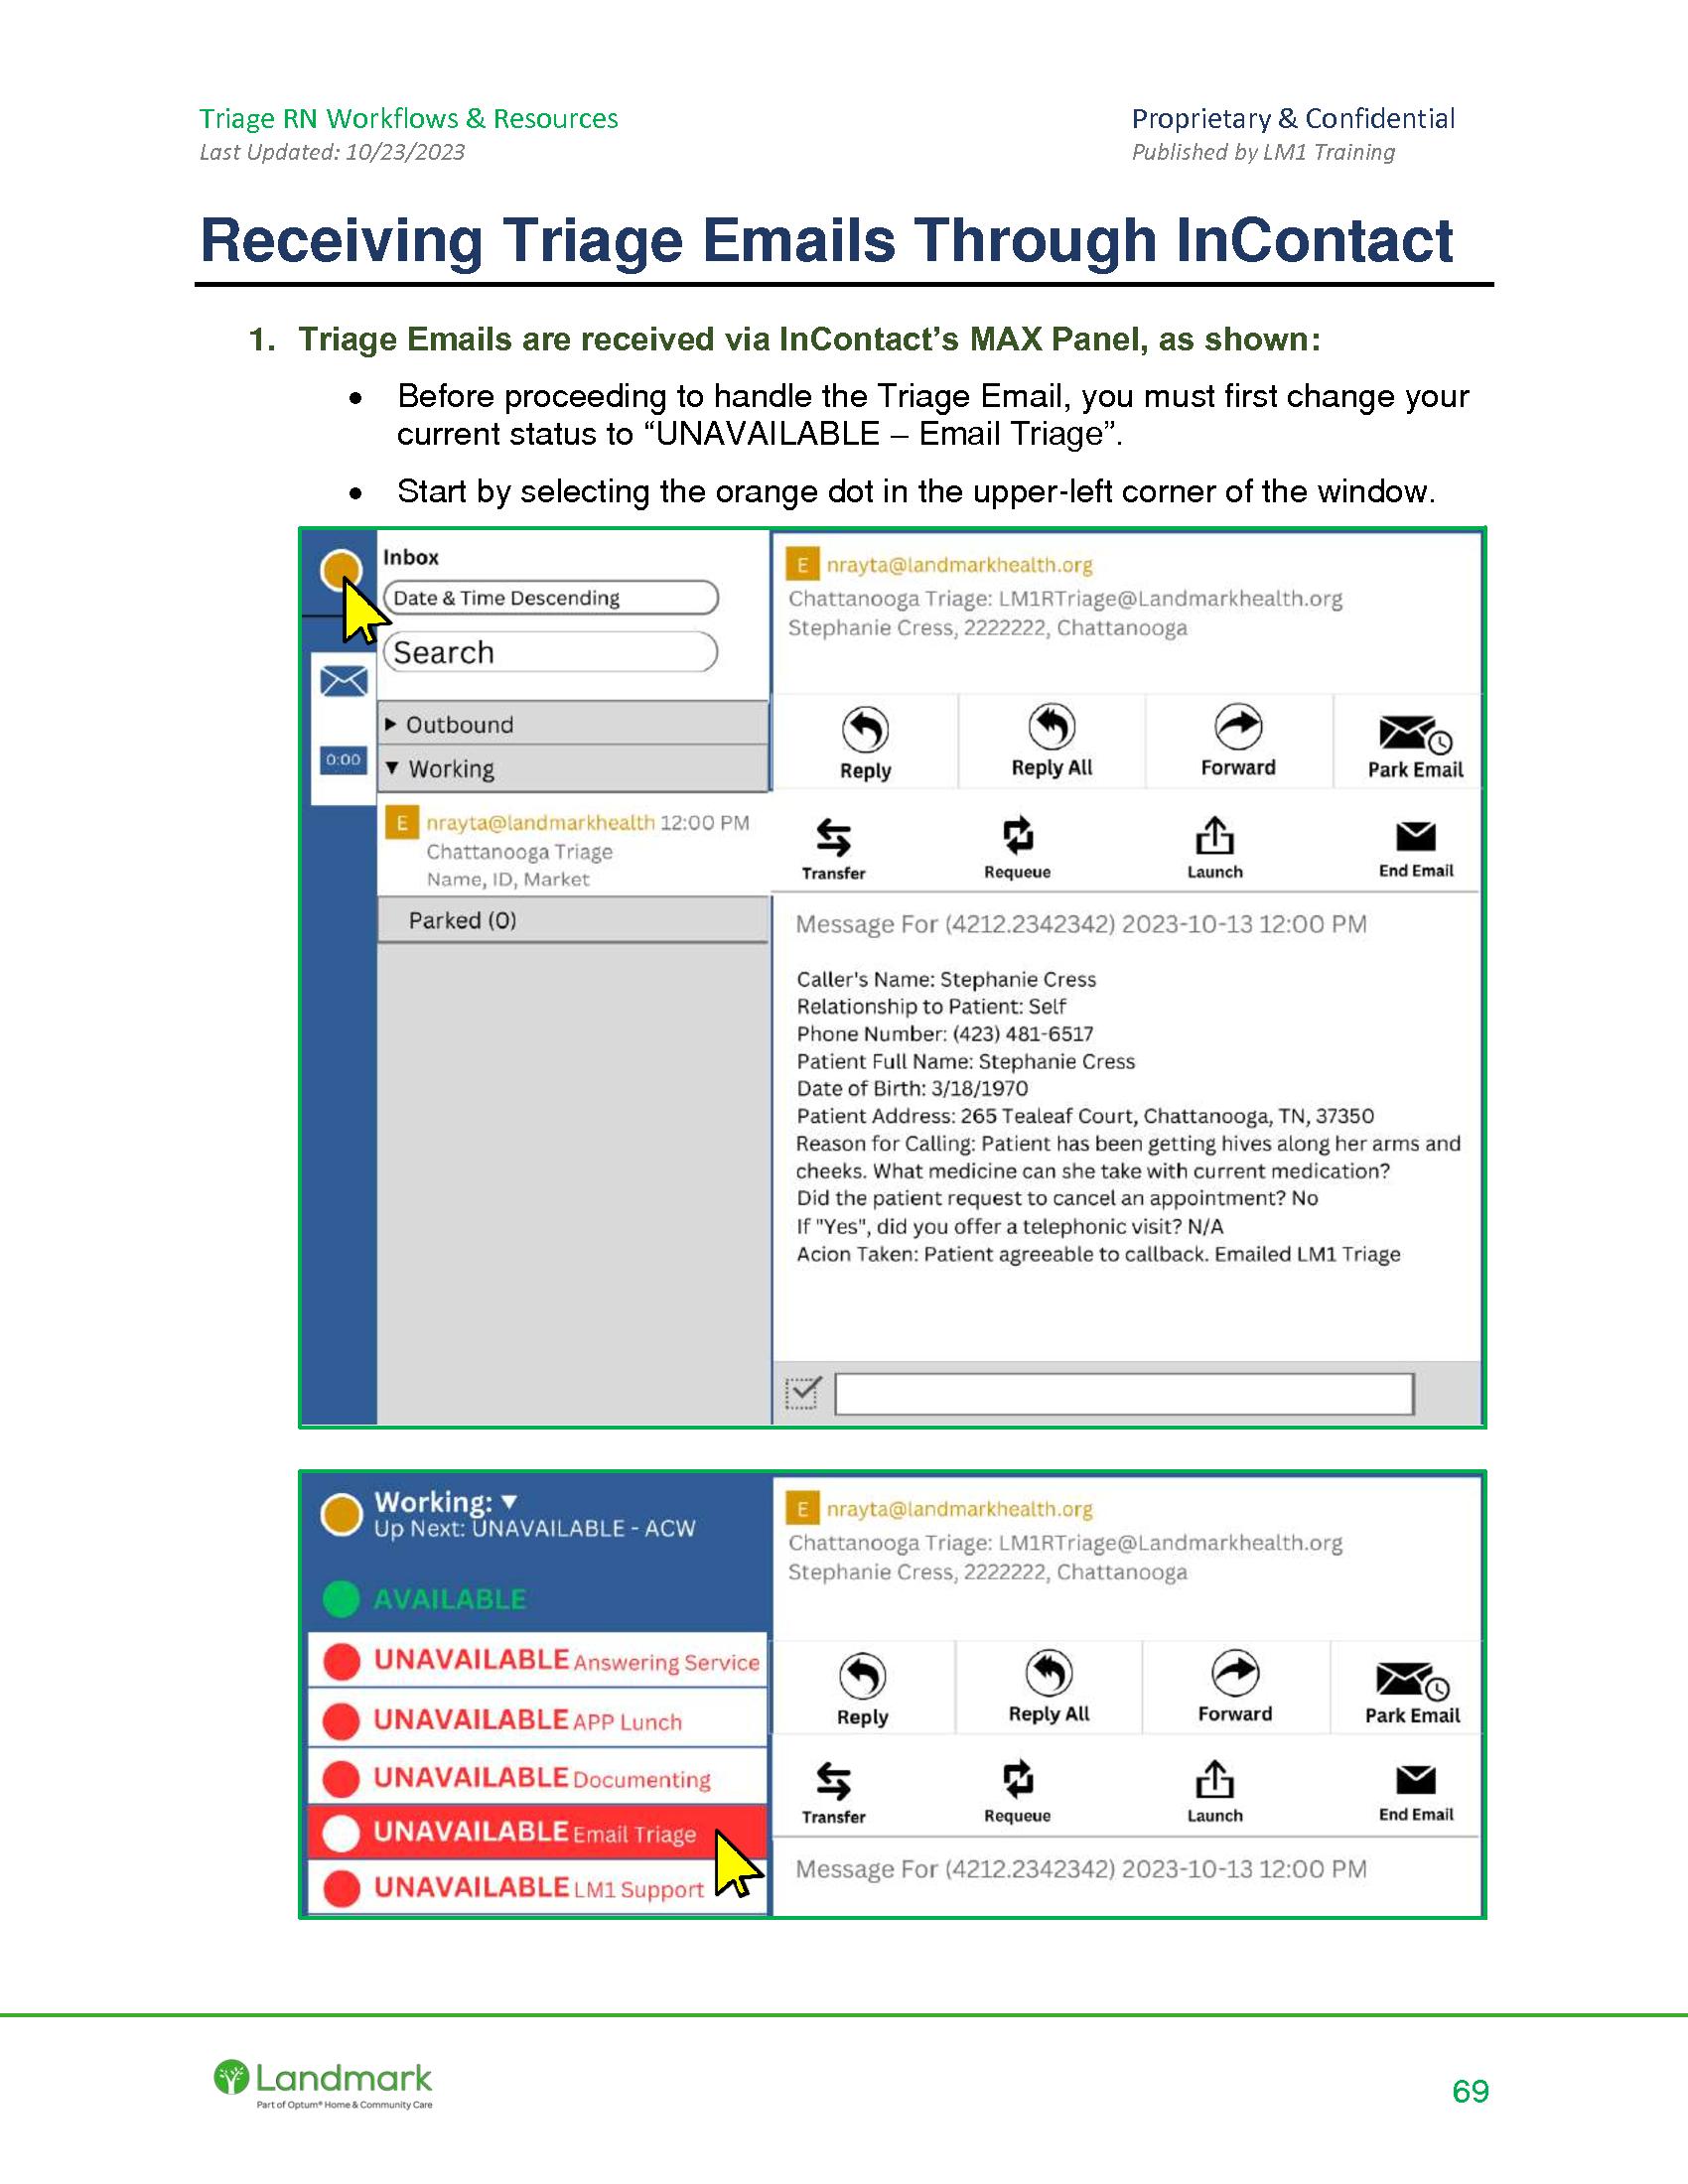 Triage RN Workflows & Resources
Last Updated: 10/23/2023
Proprietary & Confidential
Published by LM1 Training
Receiving Triage Emails Through InContact
1. Triage Emails are received via InContact’s MAX Panel, as shown:
• Before proceeding to handle the Triage Email, you must first change your
current status to “UNAVAILABLE – Email Triage”.
• Start by selecting the orange dot in the upper-left corner of the window.
Inbox
Date & Time Descending
Search
0:00
▶ Outbound
▼ Working
E nrayta@landmarkhealth 12:00 PM
Chattanooga Triage
Name, ID, Market
Parked (0)
E nrayta@landmarkhealth.org
Chattanooga Triage: LM1RTriage@Landmarkhealth.org
Stephanie Cress, 2222222, Chattanooga
Reply Reply All Forward Park Email
Transfer Requeue Launch End Email
Message For (4212.2342342) 2023-10-13 12:00 PM
Caller's Name: Stephanie Cress
Relationship to Patient: Self
Phone Number: (423) 481-6517
Patient Full Name: Stephanie Cress
Date of Birth: 3/18/1970
Patient Address: 265 Tealeaf Court, Chattanooga, TN, 37350
Reason for Calling: Patient has been getting hives along her arms and
cheeks. What medicine can she take with current medication?
Did the patient request to cancel an appointment? No
If "Yes", did you offer a telephonic visit? N/A
Acion Taken: Patient agreeable to callback. Emailed LM1 Triage
Working: ▼
Up Next: UNAVAILABLE - ACW
AVAILABLE
UNAVAILABLE Answering Service
UNAVAILABLE APP Lunch
UNAVAILABLE Documenting
UNAVAILABLE Email Triage
UNAVAILABLE LM1 Support
E nrayta@landmarkhealth.org
Chattanooga Triage: LM1RTriage@Landmarkhealth.org
Stephanie Cress, 2222222, Chattanooga
Reply Reply All Forward Park Email
Transfer Requeue Launch End Email
Message For (4212.2342342) 2023-10-13 12:00 PM
Landmark
Part of Optum® Home & Community Care
69